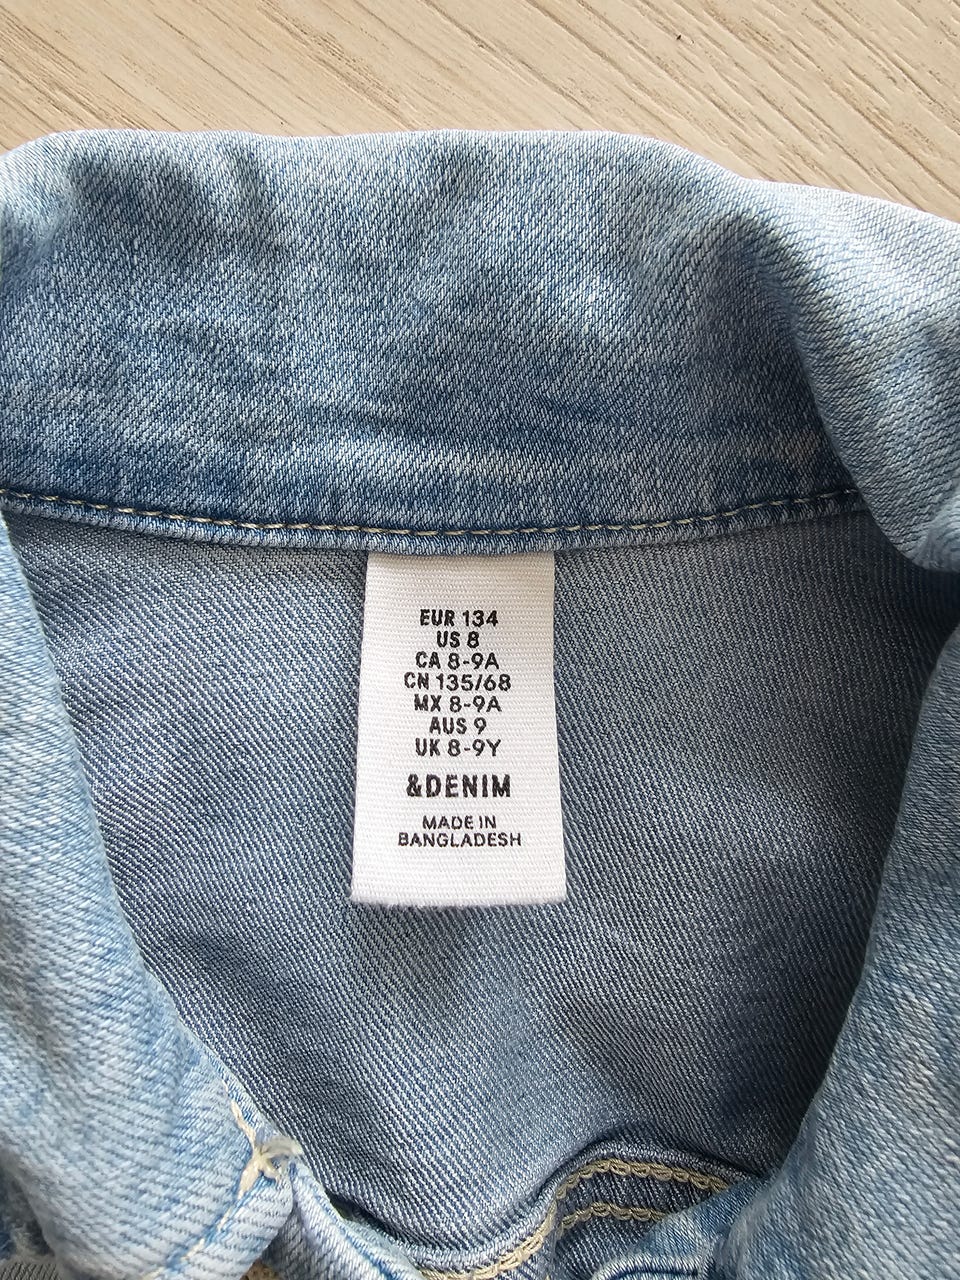 EUR 134
US 8
CA 8-9A
CN 135/68
MX 8-9A
AUS 9
UK 8-9Y
&DENIM
MADE IN
BANGLADESH